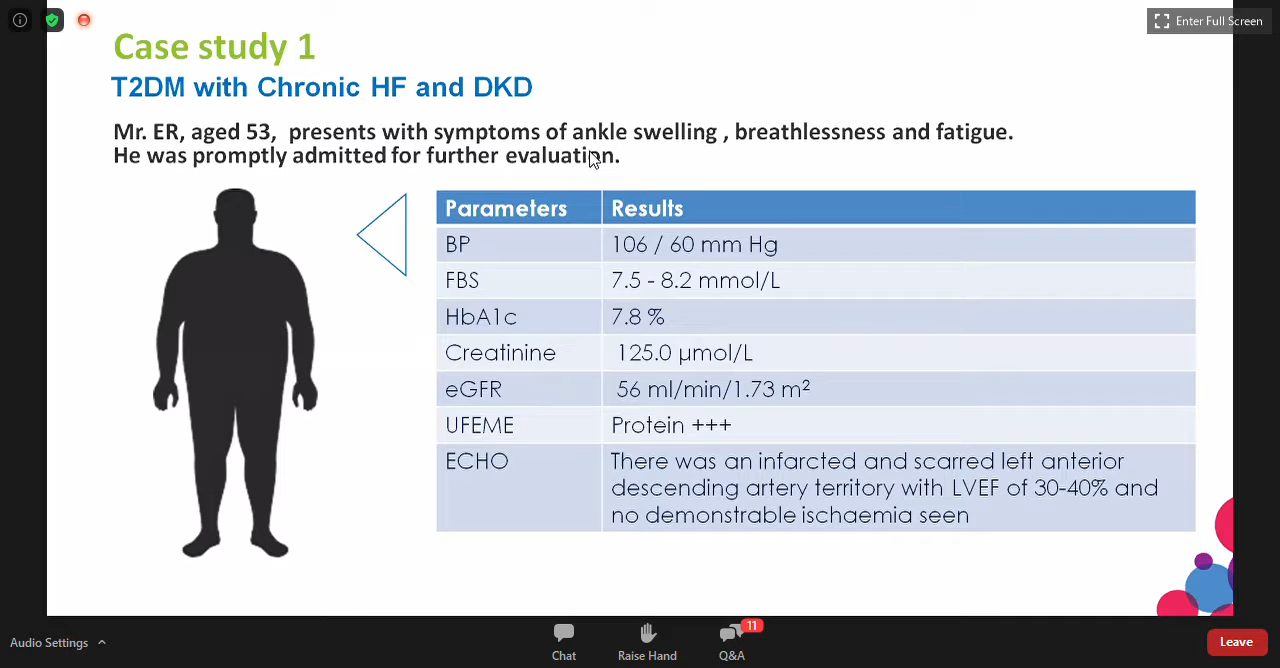 Enter Full Screen
Case study 1
T2DM with Chronic HF and DKD
Mr. ER, aged 53, presents with symptoms of ankle swelling , breathlessness and fatigue.
He was promptly admitted for further evaluation.
Parameters Results
BP 106 / 60 mm Hg
FBS 7.5 - 8.2 mmol/L
HbA1c 7.8 %
Creatinine 125.0 µmol/L
eGFR 56 ml/min/1.73 m²
UFEME Protein +++
ECHO There was an infarcted and scarred left anterior
descending artery territory with LVEF of 30-40% and
no demonstrable ischaemia seen
Audio Settings
Chat
Raise Hand
11
Q&A
Leave